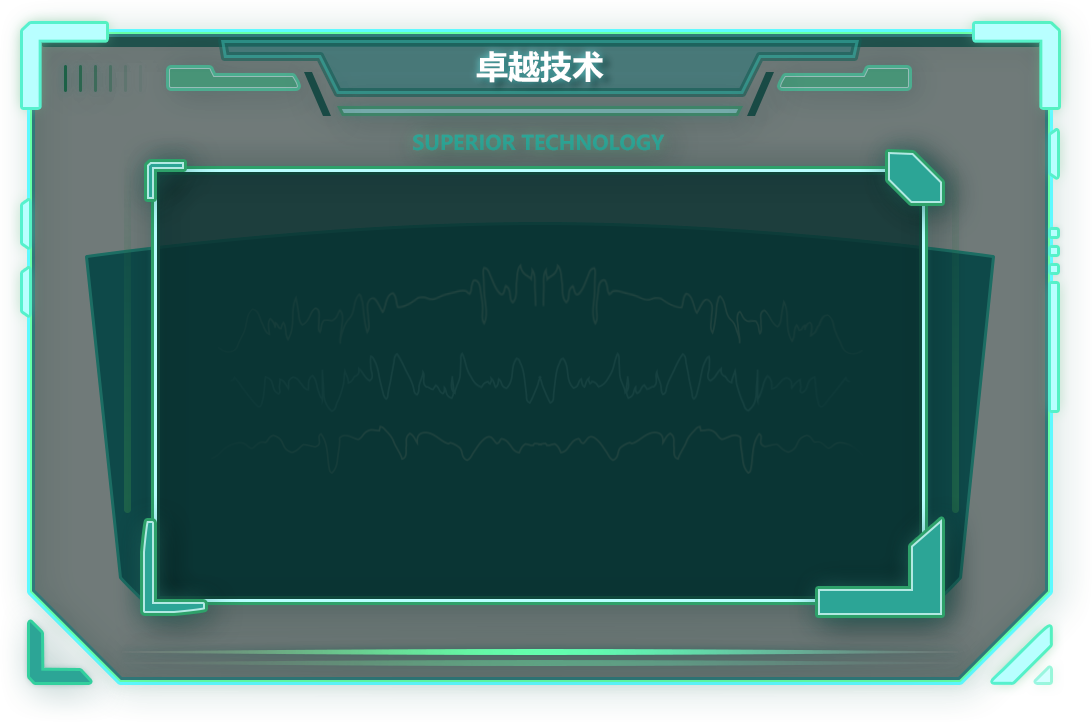 卓越技术
SUPERIOR TECHNOLOGY